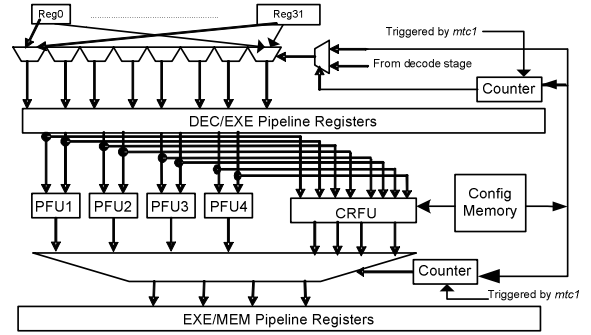 Reg0 Reg31
Triggered by mtc1
From decode stage
Counter
DEC/EXE Pipeline Registers
PFU1 PFU2 PFU3 PFU4
CRFU
Config
Memory
Counter
Triggered by mtc1
EXE/MEM Pipeline Registers